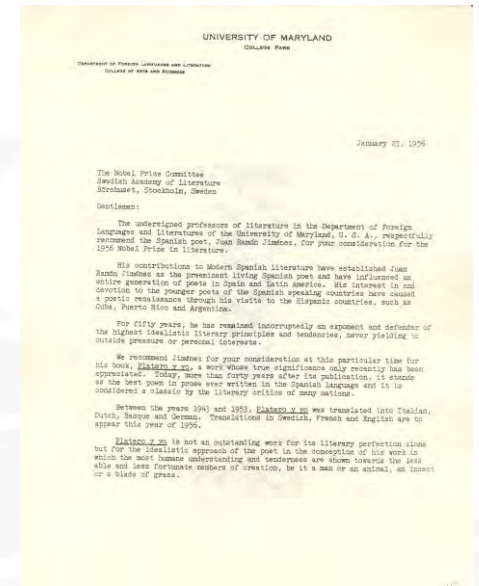 UNIVERSITY OF MARYLAND
COLLEGE PARK
DEPARTMENT OF FOREIGN LANGUAGES AND LITERATURE
COLLEGE OF ARTS AND SCIENCES
January 23, 1956
The Nobel Prize Committee
Swedish Academy of Literature
Börshuset, Stockholm, Sweden
Gentlemen:
The undersigned professors of literature in the Department of Foreign
languages and Literatures of the University of Maryland, U. S. A., respectfully
recommend the Spanish poet, Juan Ramón Jiménez, for your consideration for the
1956 Nobel Prize in literature.
His contributions to Modern Spanish Literature have established Juan
Ramón Jiménez as the preeminent living Spanish poet and have influenced an
entire generation of poets in Spain and Latin America. His interest in and
devotion to the younger poets of the Spanish speaking countries have caused
a poetic renaissance through his visits to the Hispanic countries, such as
Cuba, Puerto Rico and Argentina.
For fifty years, he has remained incorruptedly an exponent and defender of
the highest idealistic literary principles and tendencies, never yielding to
outside pressure or personal interests.
We recommend Jiménez for your consideration at this particular time for
his book, Platero y yo, a work whose true significance only recently has been
appreciated. Today, more than forty years after its publication, it stands
as the best poem in prose ever written in the Spanish language and it is
considered a classic by the literary critics of many nations.
Between the years 1943 and 1953, Platero y yo was translated into Italian,
Dutch, Basque and German. Translations in Swedish, French and English are to
appear this year of 1956.
Platero y yo is not an outstanding work for its literary perfection alone
but for the idealistic approach of the poet in the conception of his work in
which the most humane understanding and tenderness are shown towards the less
able and less fortunate members of creation, be it a man or an animal, an insect
or a blade of grass.